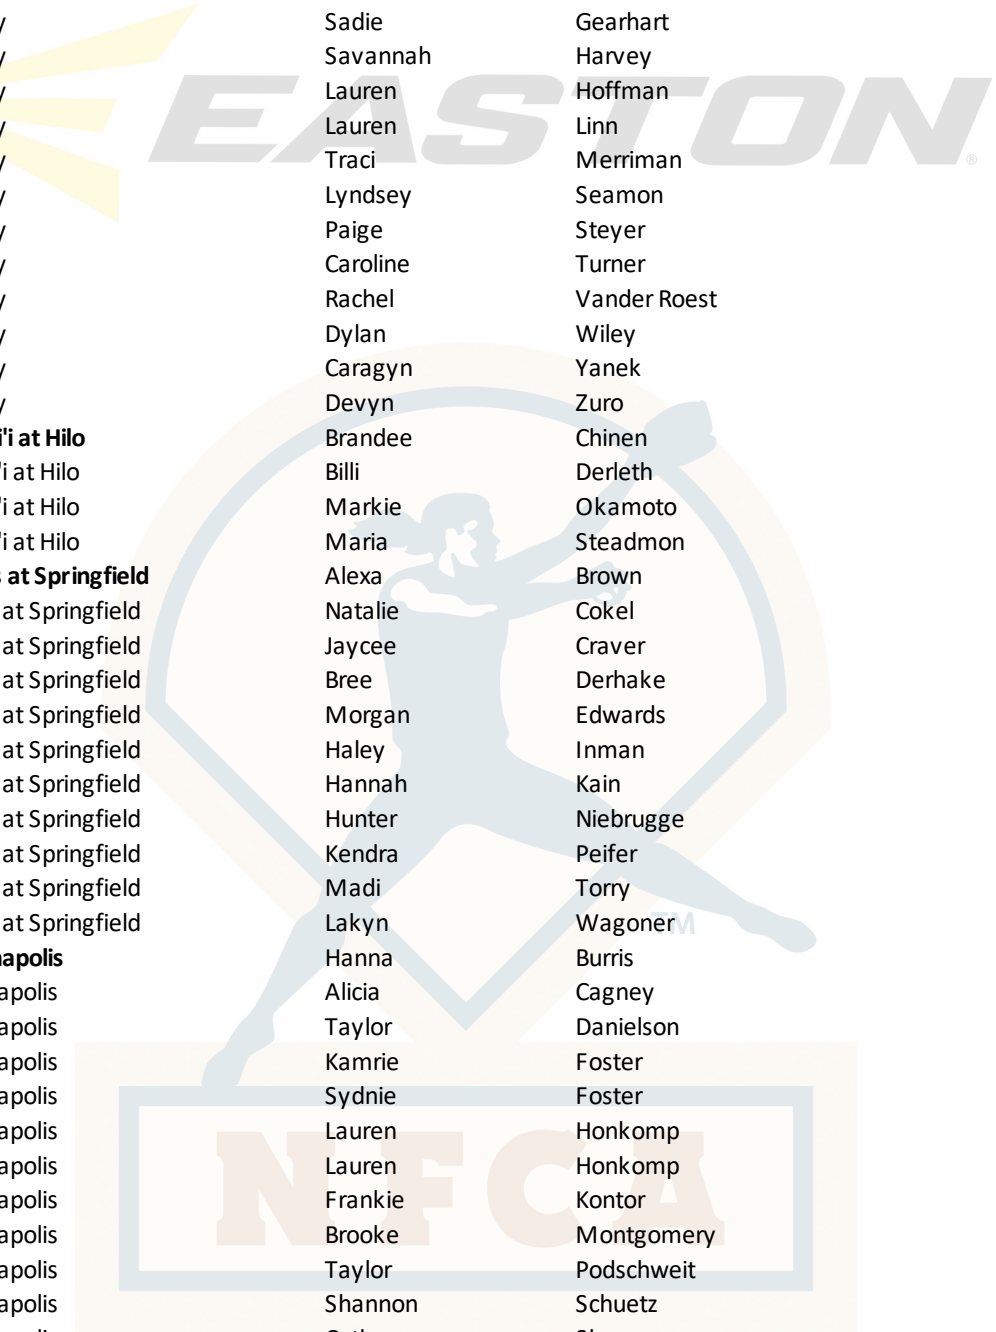 EASTON
y Sadie Gearhart
y Savannah Harvey
y Lauren Hoffman
y Lauren Linn
y Traci Merriman
y Lyndsey Seamon
y Paige Steyer
y Caroline Turner
y Rachel Vander Roest
y Dylan Wiley
y Caragyn Yanek
y Devyn Zuro
i'i at Hilo Brandee Chinen
'i at Hilo Billi Derleth
'i at Hilo Markie Okamoto
'i at Hilo Maria Steadmon
s at Springfield Alexa Brown
at Springfield Natalie Cokel
at Springfield Jaycee Craver
at Springfield Bree Derhake
at Springfield Morgan Edwards
at Springfield Haley Inman
at Springfield Hannah Kain
at Springfield Hunter Niebrugge
at Springfield Kendra Peifer
at Springfield Madi Torry
at Springfield Lakyn Wagoner
TM
napolis Hanna Burris
apolis Alicia Cagney
apolis Taylor Danielson
apolis Kamrie Foster
apolis Sydnie Foster
apolis Lauren Honkomp
apolis Lauren Honkomp
apolis Frankie Kontor
apolis Brooke Montgomery
apolis Taylor Podschweit
apolis Shannon Schuetz
NFCA